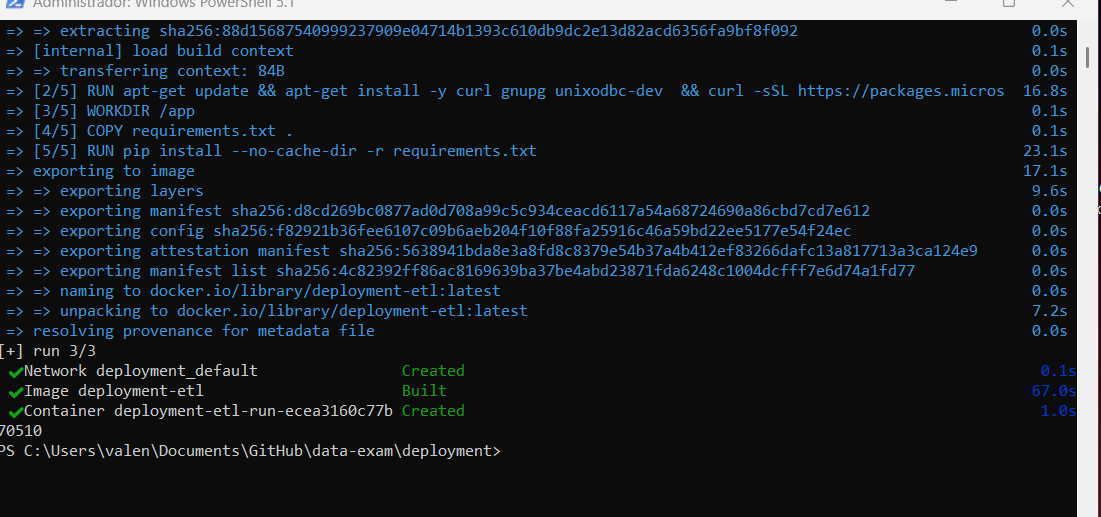 Administrador: Windows PowerShell 5.1
=> => extracting sha256:88d15687540999237909e04714b1393c610db9dc2e13d82acd6356fa9bf8f092 0.0s
=> [internal] load build context 0.1s
=> => transferring context: 84B 0.0s
=> [2/5] RUN apt-get update && apt-get install -y curl gnupg unixodbc-dev  && curl -sSL https://packages.micros 16.8s
=> [3/5] WORKDIR /app 0.1s
=> [4/5] COPY requirements.txt . 0.1s
=> [5/5] RUN pip install --no-cache-dir -r requirements.txt 23.1s
=> exporting to image 17.1s
=> => exporting layers 9.6s
=> => exporting manifest sha256:d8cd269bc0877ad0d708a99c5c934ceacd6117a54a68724690a86cbd7cd7e612 0.0s
=> => exporting config sha256:f82921b36fee6107c09b6aeb204f10f88fa25916c46a59bd22ee5177e54f24ec 0.0s
=> => exporting attestation manifest sha256:5638941bda8e3a8fd8c8379e54b37a4b412ef83266dafc13a817713a3ca124e9 0.0s
=> => exporting manifest list sha256:4c82392ff86ac8169639ba37be4abd23871fda6248c1004dcfff7e6d74a1fd77 0.0s
=> => naming to docker.io/library/deployment-etl:latest 0.0s
=> => unpacking to docker.io/library/deployment-etl:latest 7.2s
=> resolving provenance for metadata file 0.0s
[+] run 3/3
✔Network deployment_default Created 0.1s
✔Image deployment-etl Built 67.0s
✔Container deployment-etl-run-ecea3160c77b Created 1.0s
70510
PS C:\Users\valen\Documents\GitHub\data-exam\deployment>